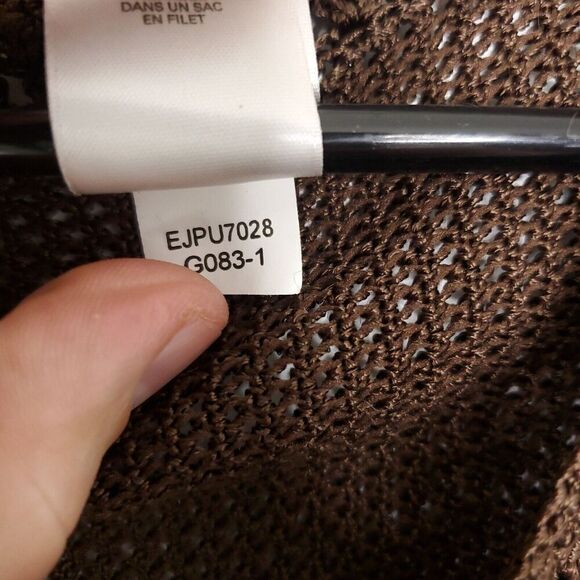 DANS UN SAC
EN FILET
EJPU7028
G083-1